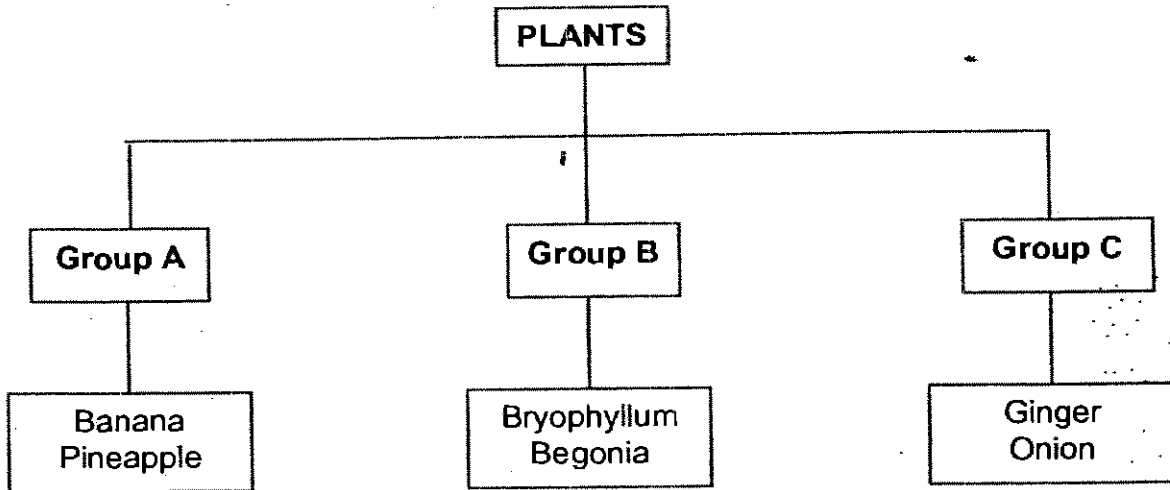 PLANTS
Group A
Group B
Group C
Banana
Pineapple
Bryophyllum
Begonia
Ginger
Onion